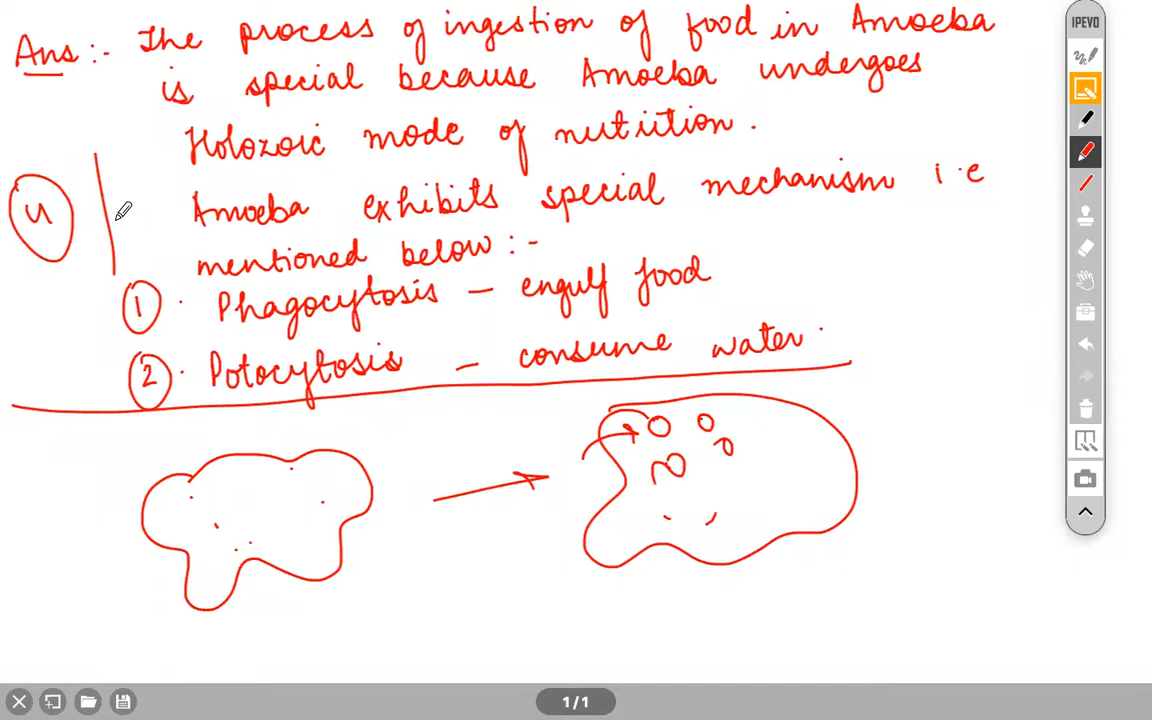 IPEVO
Ans :- The process of ingestion of food in Amoeba
is special because Amoeba undergoes
Holozoic mode of nutrition.
Amoeba exhibits special mechanism i.e
mentioned below :-
① . Phagocytosis – engulf food
② . Potocytosis – consume water.
1/1